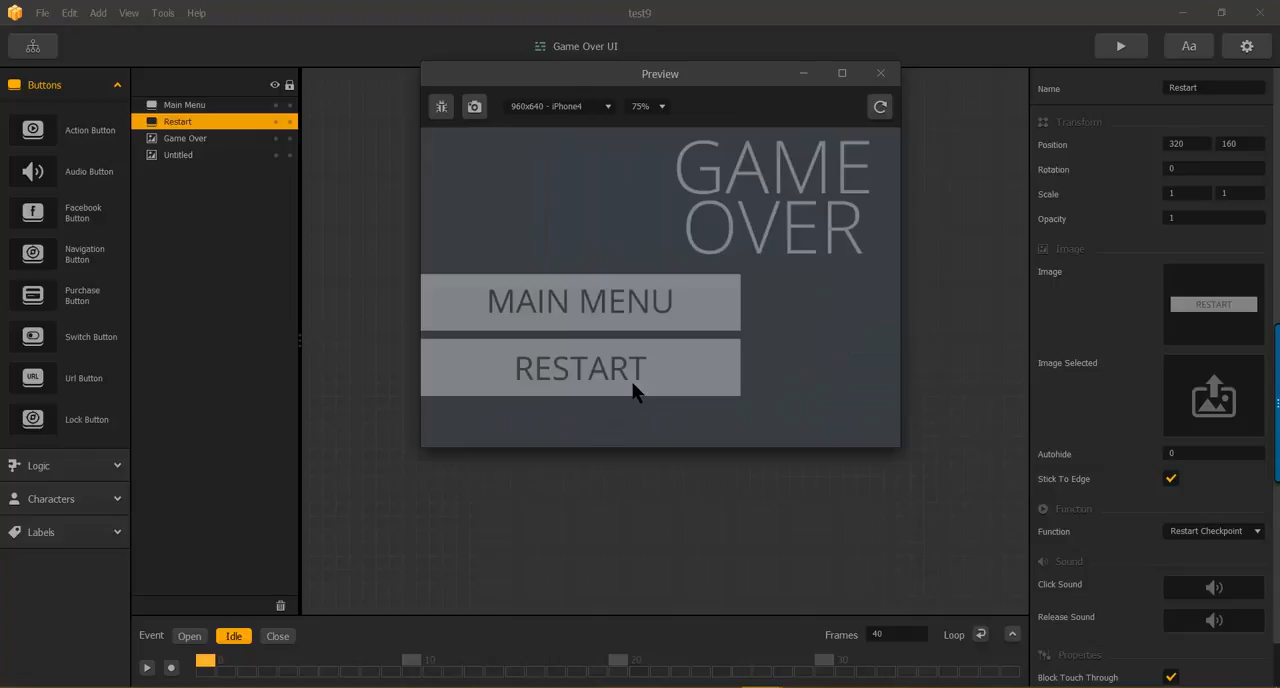 File Edit Add View Tools Help
test9
Game Over UI
Aa
Buttons
Action Button
Audio Button
f
Facebook
Button
Navigation
Button
Purchase
Button
Switch Button
URL
Url Button
Lock Button
Logic
Characters
Labels
Main Menu
Restart
Game Over
Untitled
Preview
960x640 - iPhone4
75%
GAME
OVER
MAIN MENU
RESTART
Name
Restart
Transform
Position
320
160
Rotation
0
Scale
1
1
Opacity
1
Image
Image
RESTART
Image Selected
Autohide
0
Stick To Edge
Function
Function
Restart Checkpoint
Sound
Click Sound
Release Sound
Properties
Block Touch Through
Event Open Idle Close
Frames 40 Loop
0 10 20 30